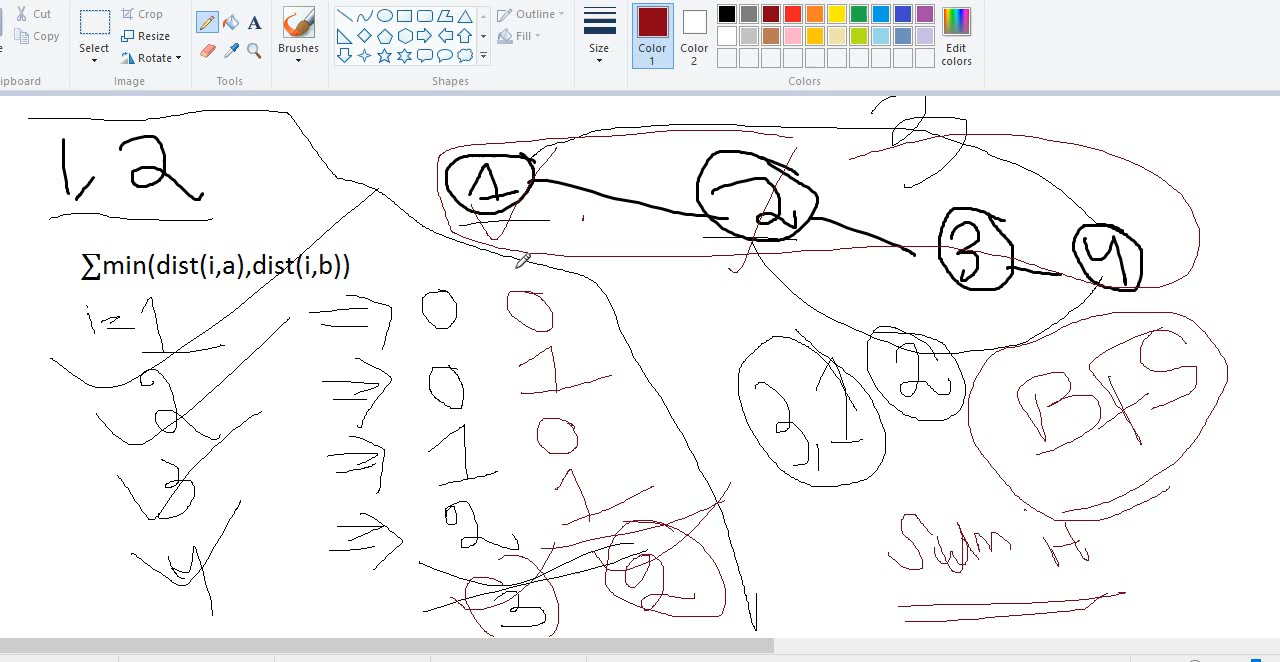 Cut
Crop
Outline
Fill
Copy
Resize
Rotate
Select
Brushes
Size
Color 1
Color 2
Edit colors
ipboard
Image
Tools
Shapes
Colors
A
1, 2
1 2 3 4
∑min(dist(i,a),dist(i,b))
i=1 ⇒ 0 0
2 ⇒ 0 1
3 ⇒ 1 0
4 ⇒ 2 1
3 2
2,1
2
BFS
Sum it